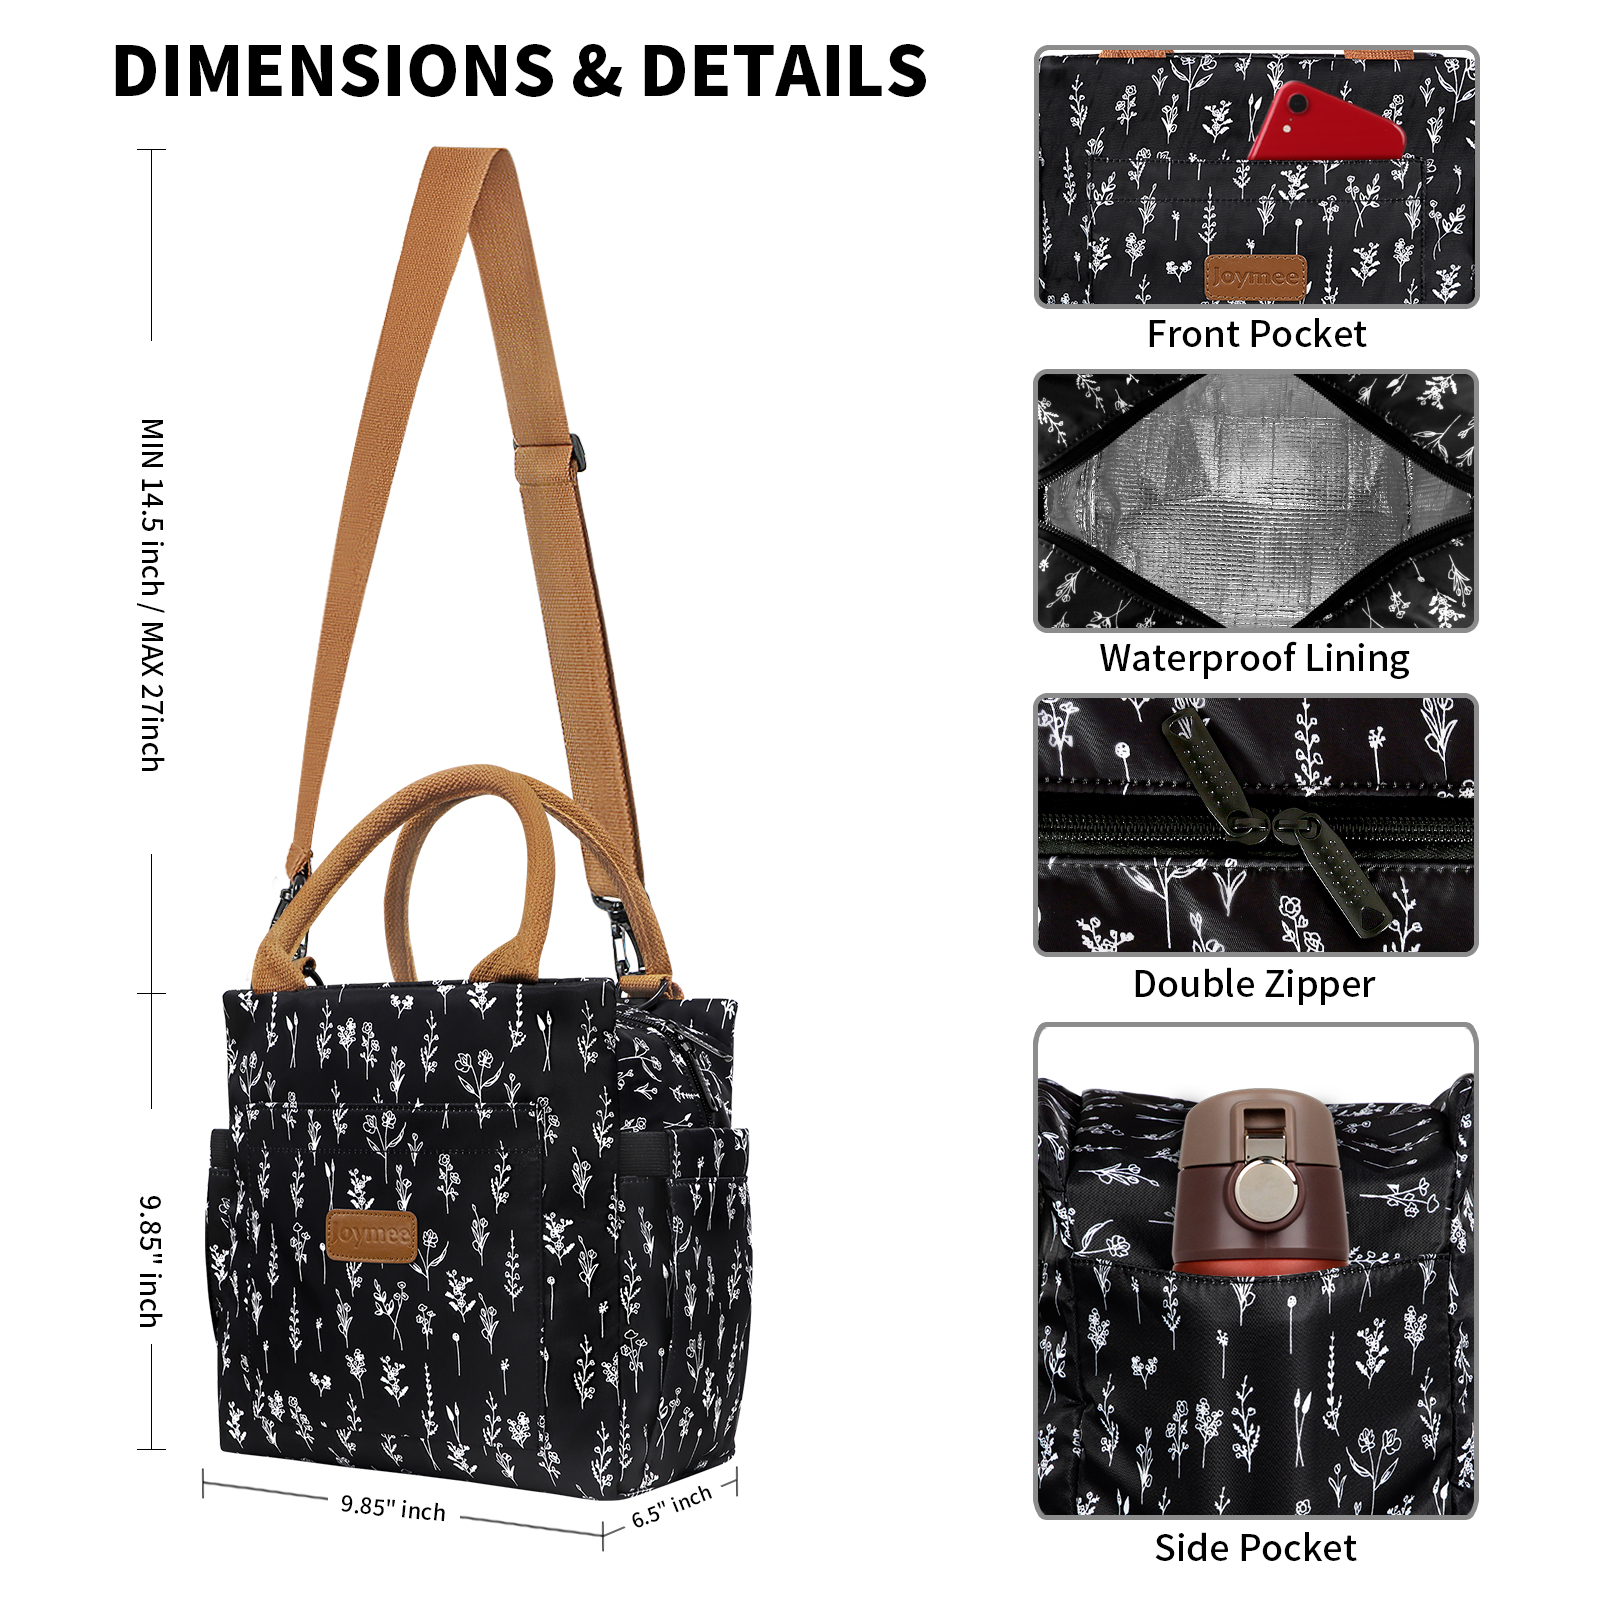 DIMENSIONS & DETAILS
MIN 14.5 inch / MAX 27inch
9.85" inch
9.85" inch
6.5" inch
Joymee
Joymee
Front Pocket
Waterproof Lining
Double Zipper
Side Pocket